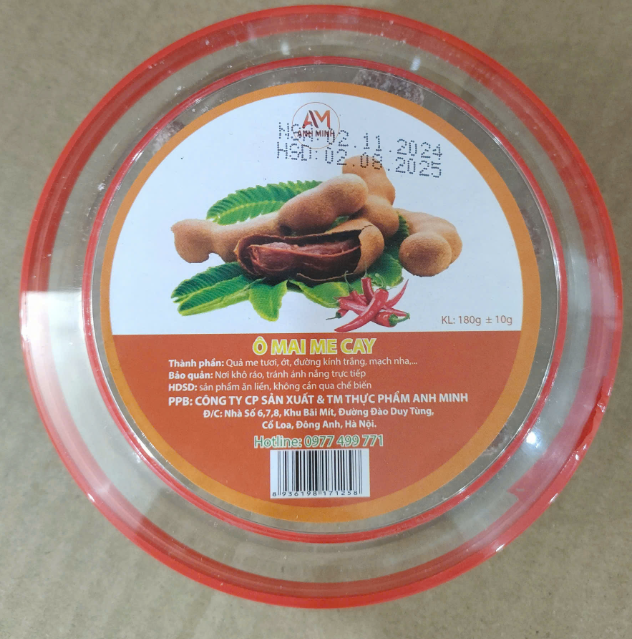 AM
ANH MINH
NSX: 02.11.2024
HSD: 02.08.2025
KL: 180g ± 10g
Ô MAI ME CAY
Thành phần: Quả me tươi, ớt, đường kính trắng, mạch nha,...
Bảo quản: Nơi khô ráo, tránh ánh nắng trực tiếp
HDSD: sản phẩm ăn liền, không cần qua chế biến
PPB: CÔNG TY CP SẢN XUẤT & TM THỰC PHẨM ANH MINH
Đ/C: Nhà Số 6,7,8, Khu Bãi Mít, Đường Đào Duy Tùng,
Cổ Loa, Đông Anh, Hà Nội.
Hotline: 0977 499 771
8 936198 171258